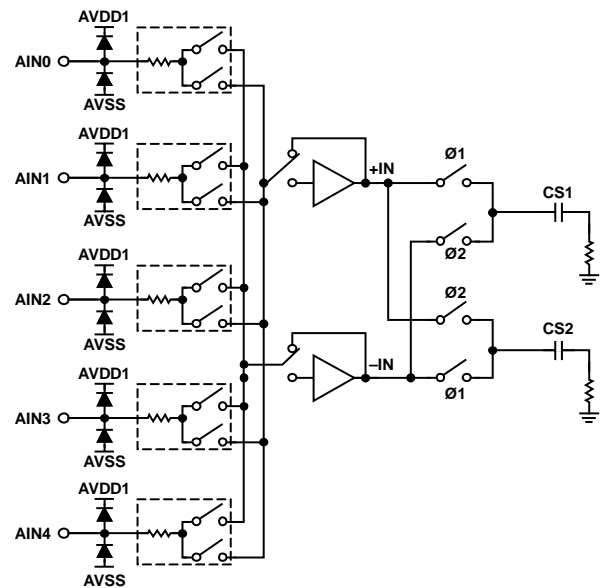 AVDD1
AIN0
AVSS
AVDD1
AIN1
AVSS
AVDD1
AIN2
AVSS
AVDD1
AIN3
AVSS
AVDD1
AIN4
AVSS
+IN
–IN
Ø1
Ø2
Ø2
Ø1
CS1
CS2